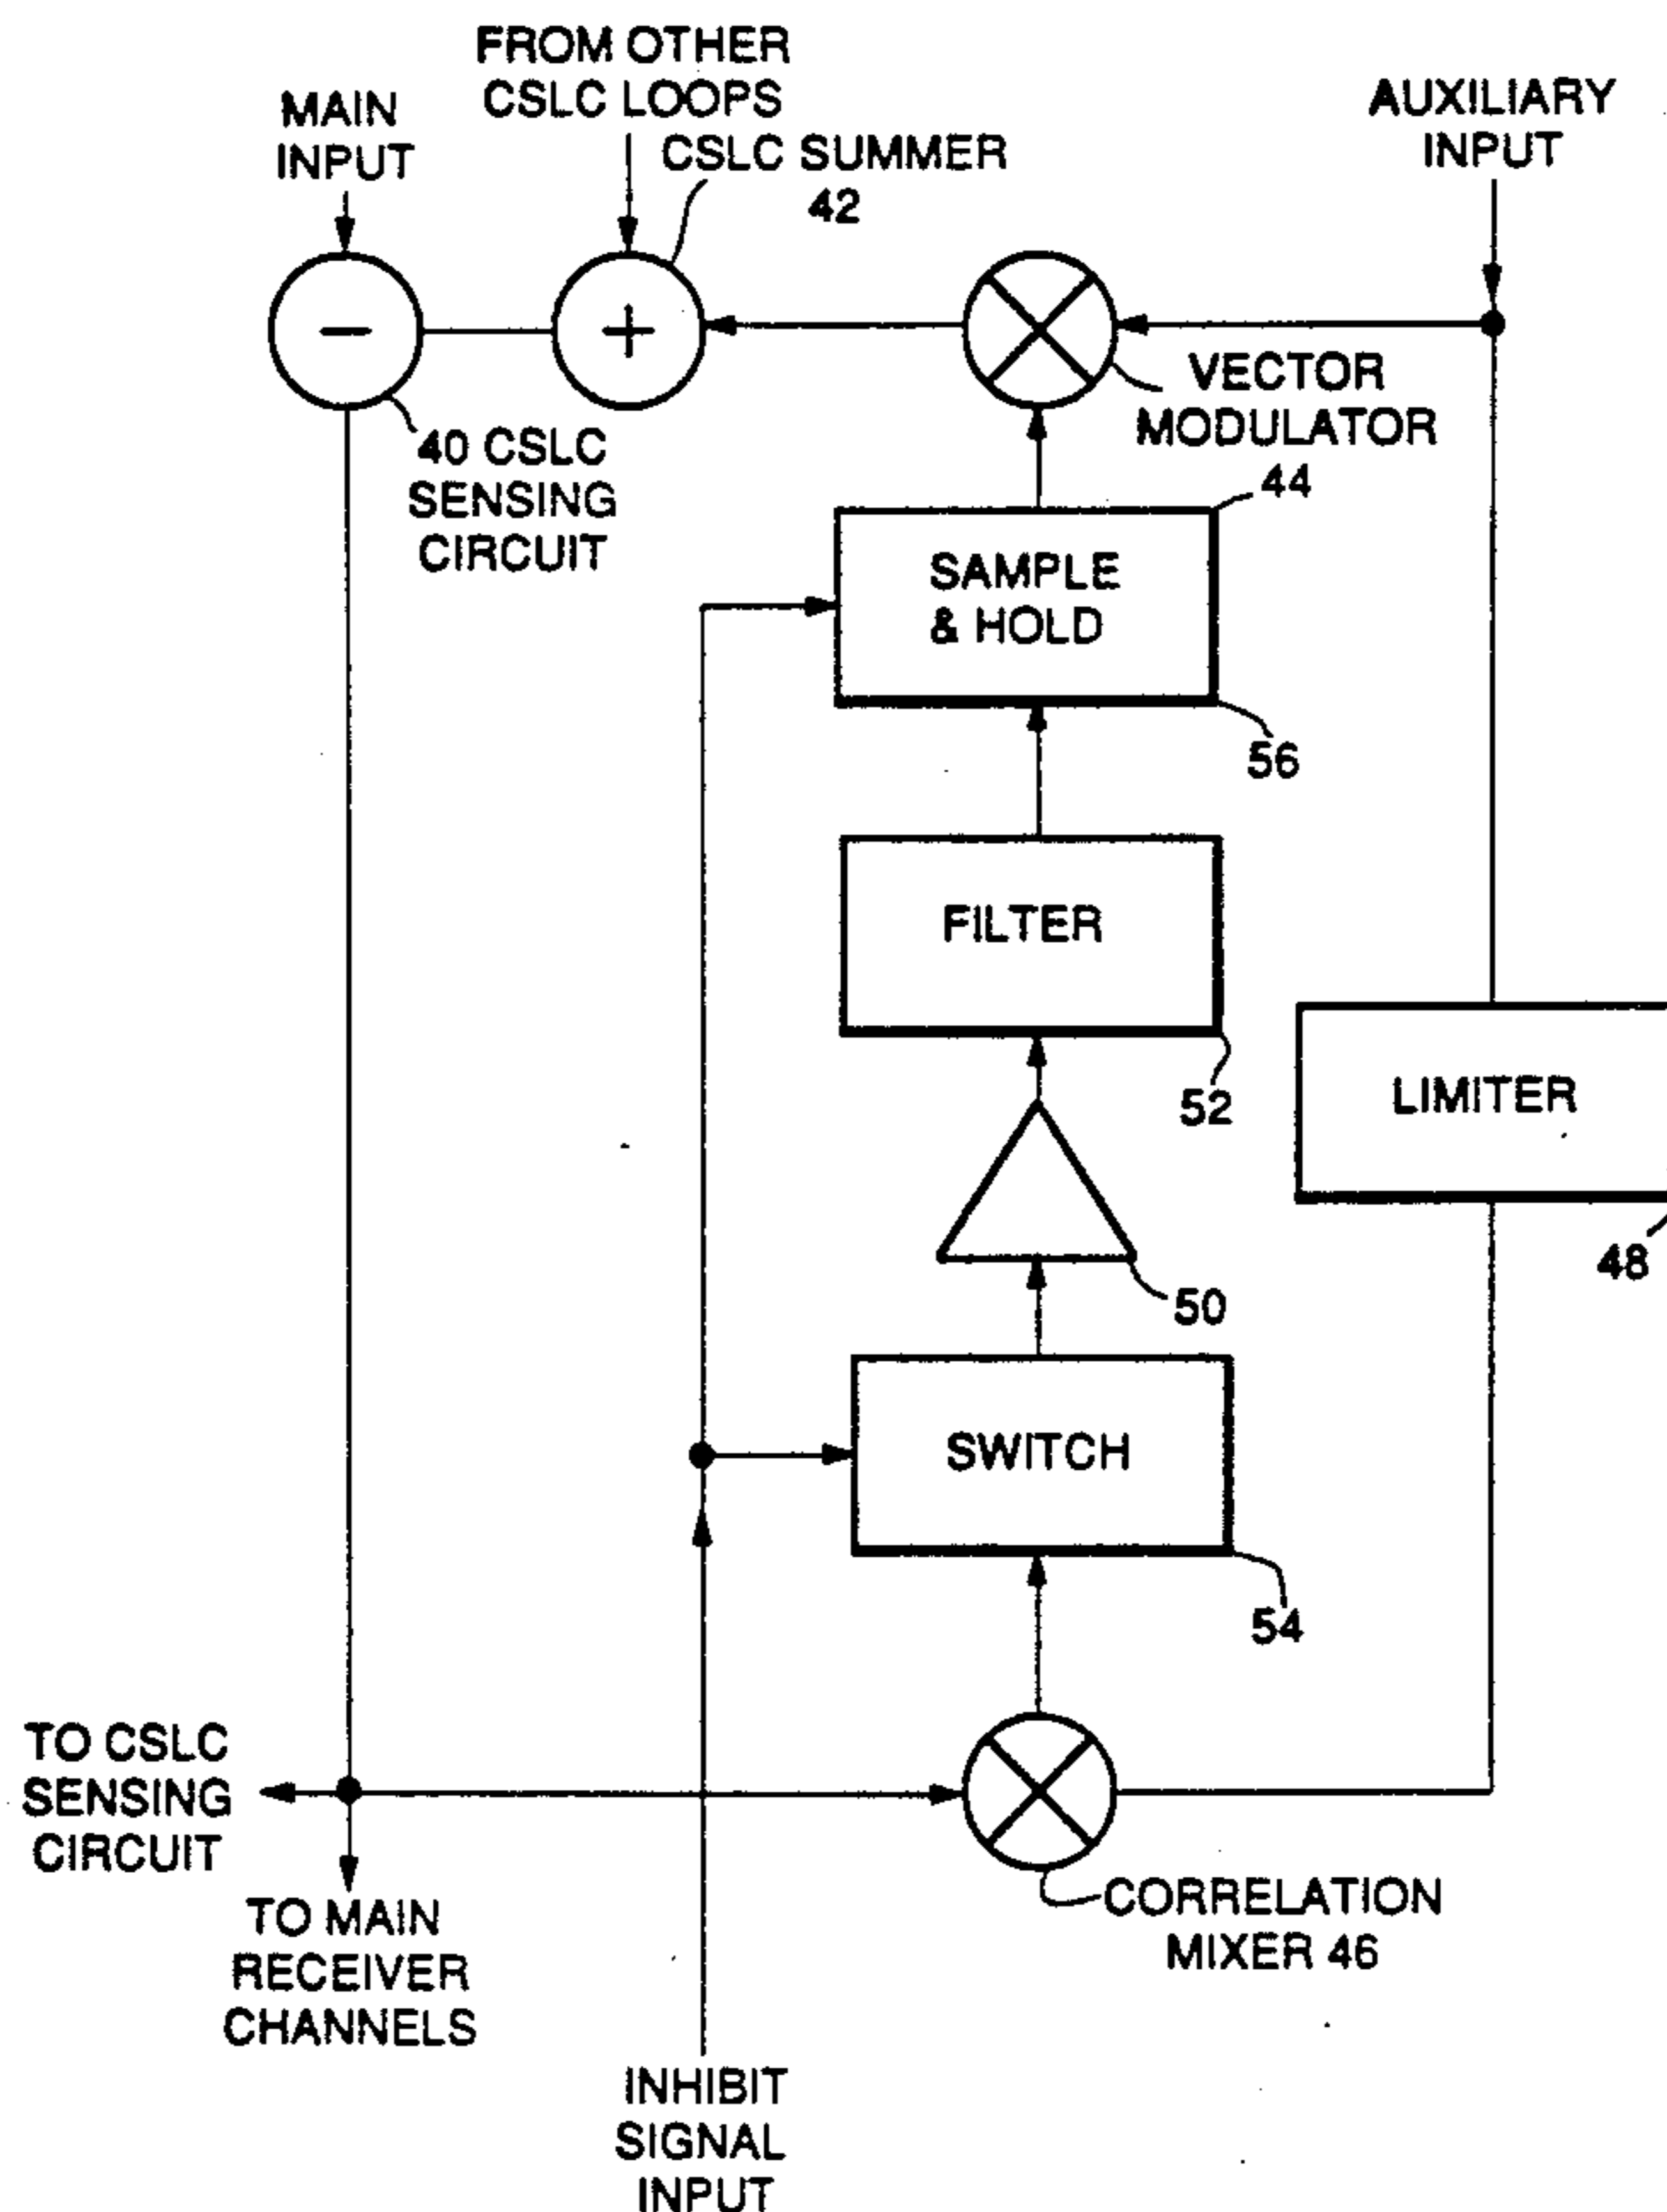 FROM OTHER
CSLC LOOPS
MAIN
INPUT
CSLC SUMMER
42
AUXILIARY
INPUT
−
+
VECTOR
MODULATOR
44
40 CSLC
SENSING
CIRCUIT
SAMPLE
& HOLD
56
FILTER
52
LIMITER
48
50
SWITCH
54
TO CSLC
SENSING
CIRCUIT
CORRELATION
MIXER 46
TO MAIN
RECEIVER
CHANNELS
INHIBIT
SIGNAL
INPUT